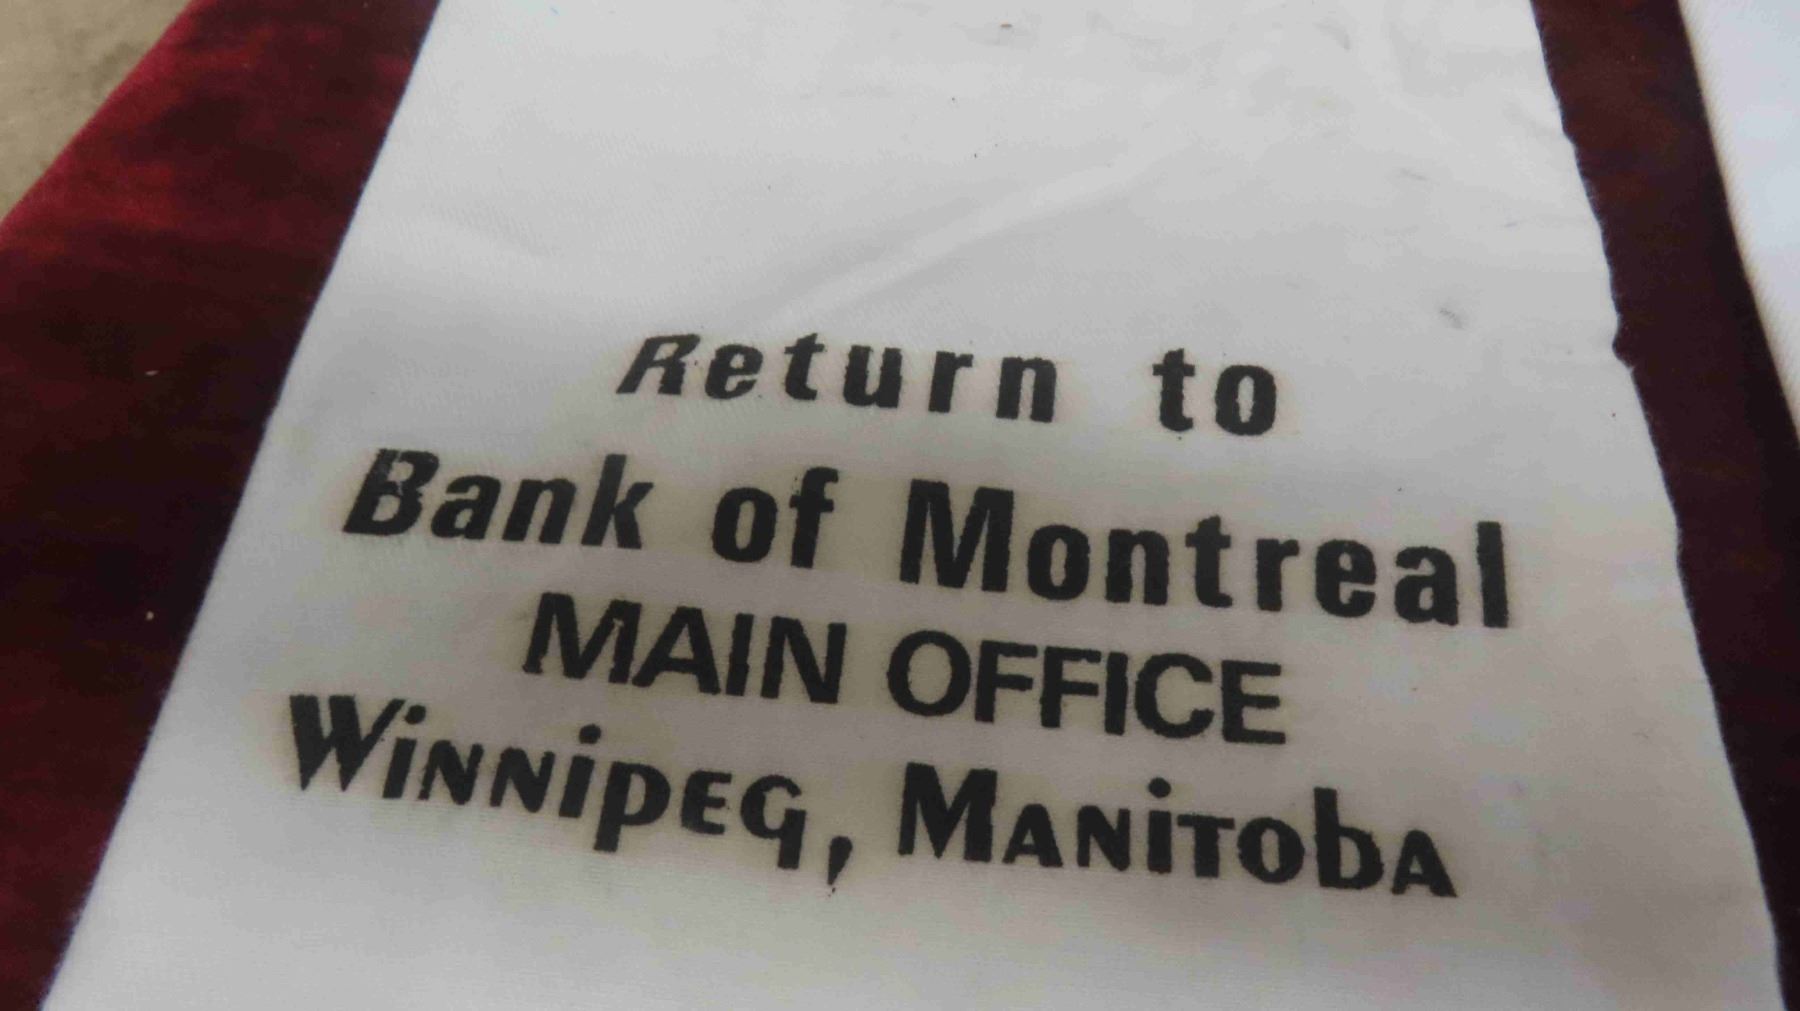 Return to
Bank of Montreal
MAIN OFFICE
Winnipeg, Manitoba